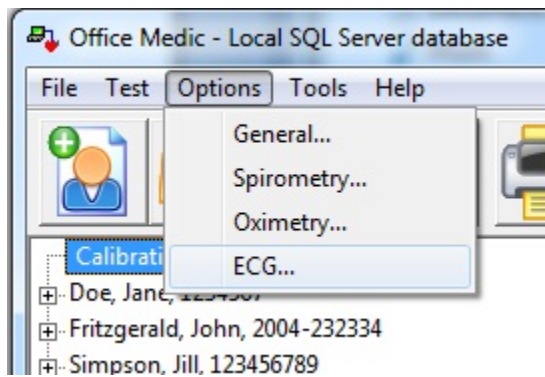 Office Medic - Local SQL Server database
File Test Options Tools Help
General...
Spirometry...
Oximetry...
ECG...
Doe, Jane, 1234567
Fritzgerald, John, 2004-232334
Simpson, Jill, 123456789